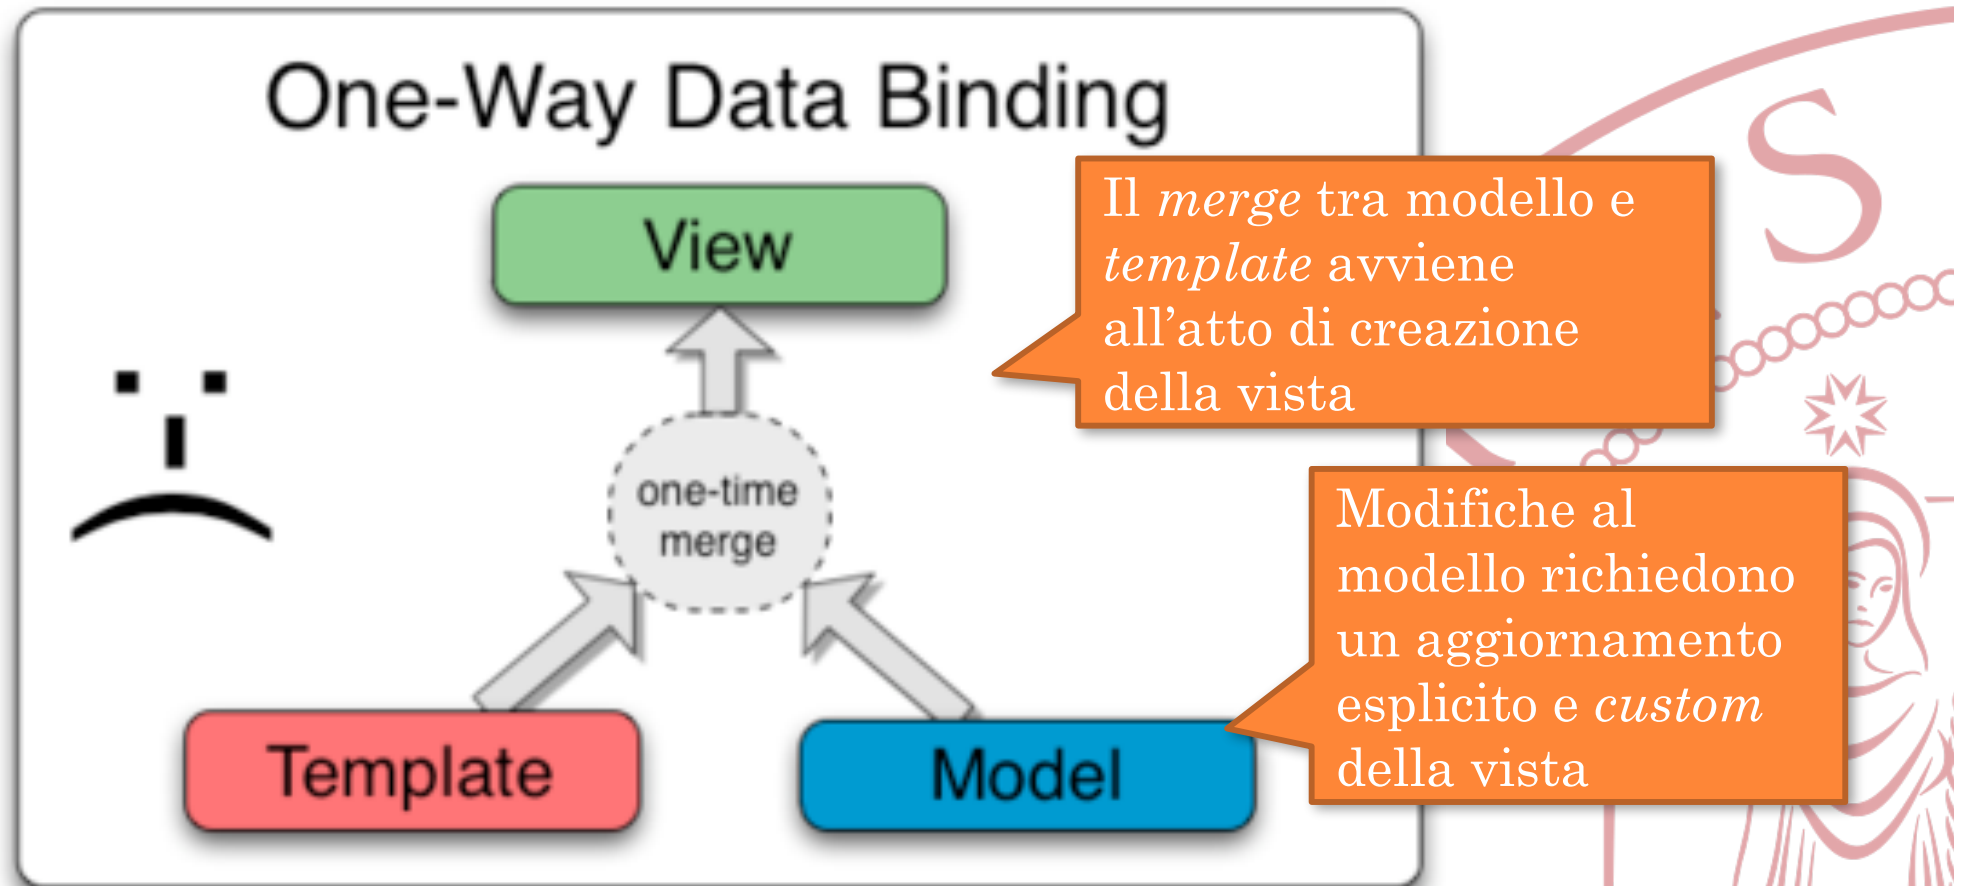 One-Way Data Binding
View
Il merge tra modello e
template avviene
all’atto di creazione
della vista
one-time
merge
Modifiche al
modello richiedono
un aggiornamento
esplicito e custom
della vista
Template
Model
S